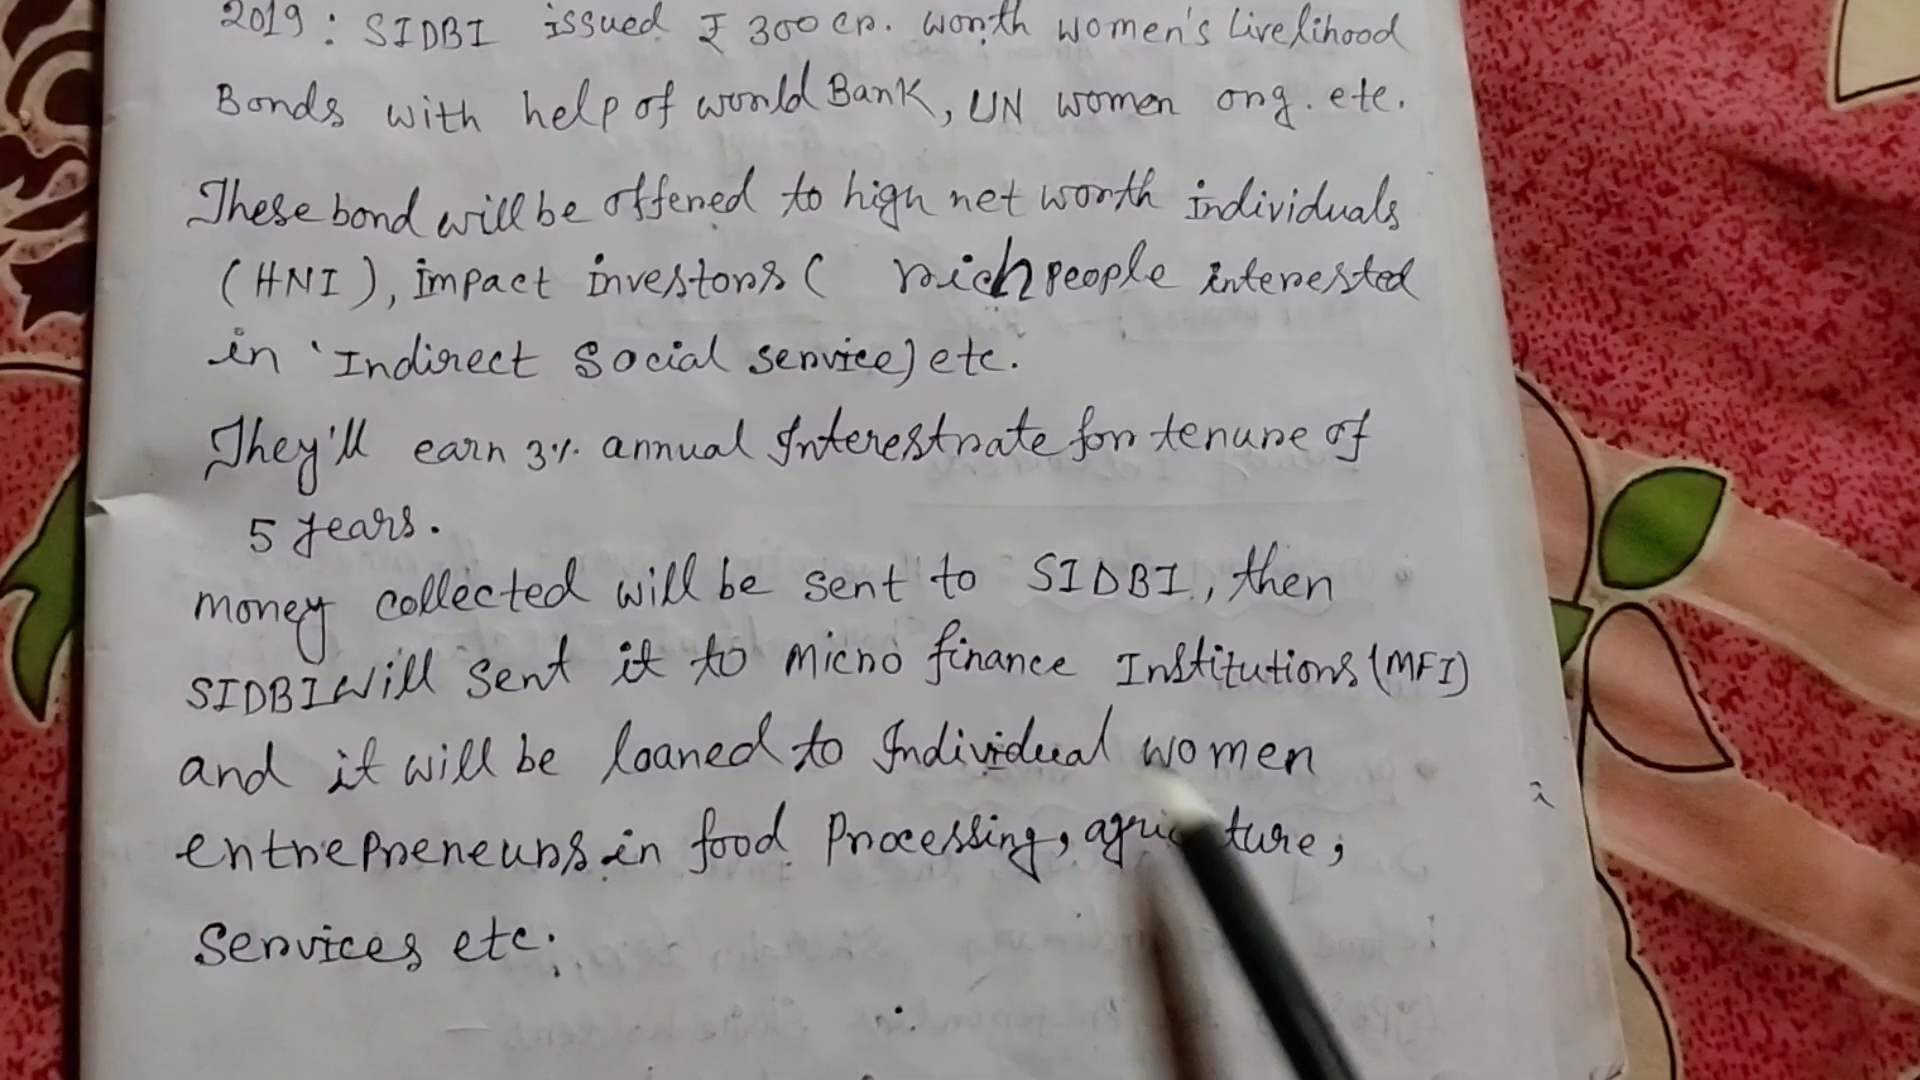 2019: SIDBI issued ₹ 300 cr. worth women's Livelihood
Bonds with help of world Bank, UN women org. etc.
These bond will be offered to high net worth individuals
(HNI), impact investors ( rich people interested
in 'Indirect Social service) etc.
They'll earn 3% annual Interest rate for tenure of
5 years.
money collected will be sent to SIDBI, then
SIDBI will sent it to micro finance Institutions (MFI)
and it will be loaned to Individual women
entrepreneurs in food Processing,
Services etc.